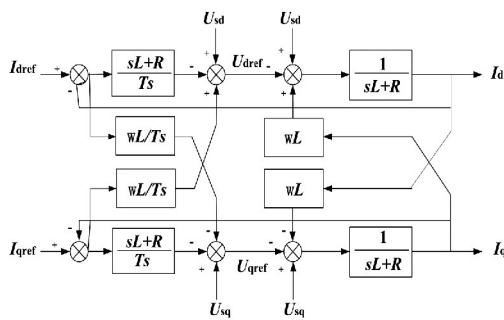 Usd Usd
Idref + - sL+R Ts - + + Udref - + + 1 sL+R Id
wL/Ts wL
wL/Ts wL
Iqref + - sL+R Ts - - + Uqref - - + 1 sL+R Iq
Usq Usq